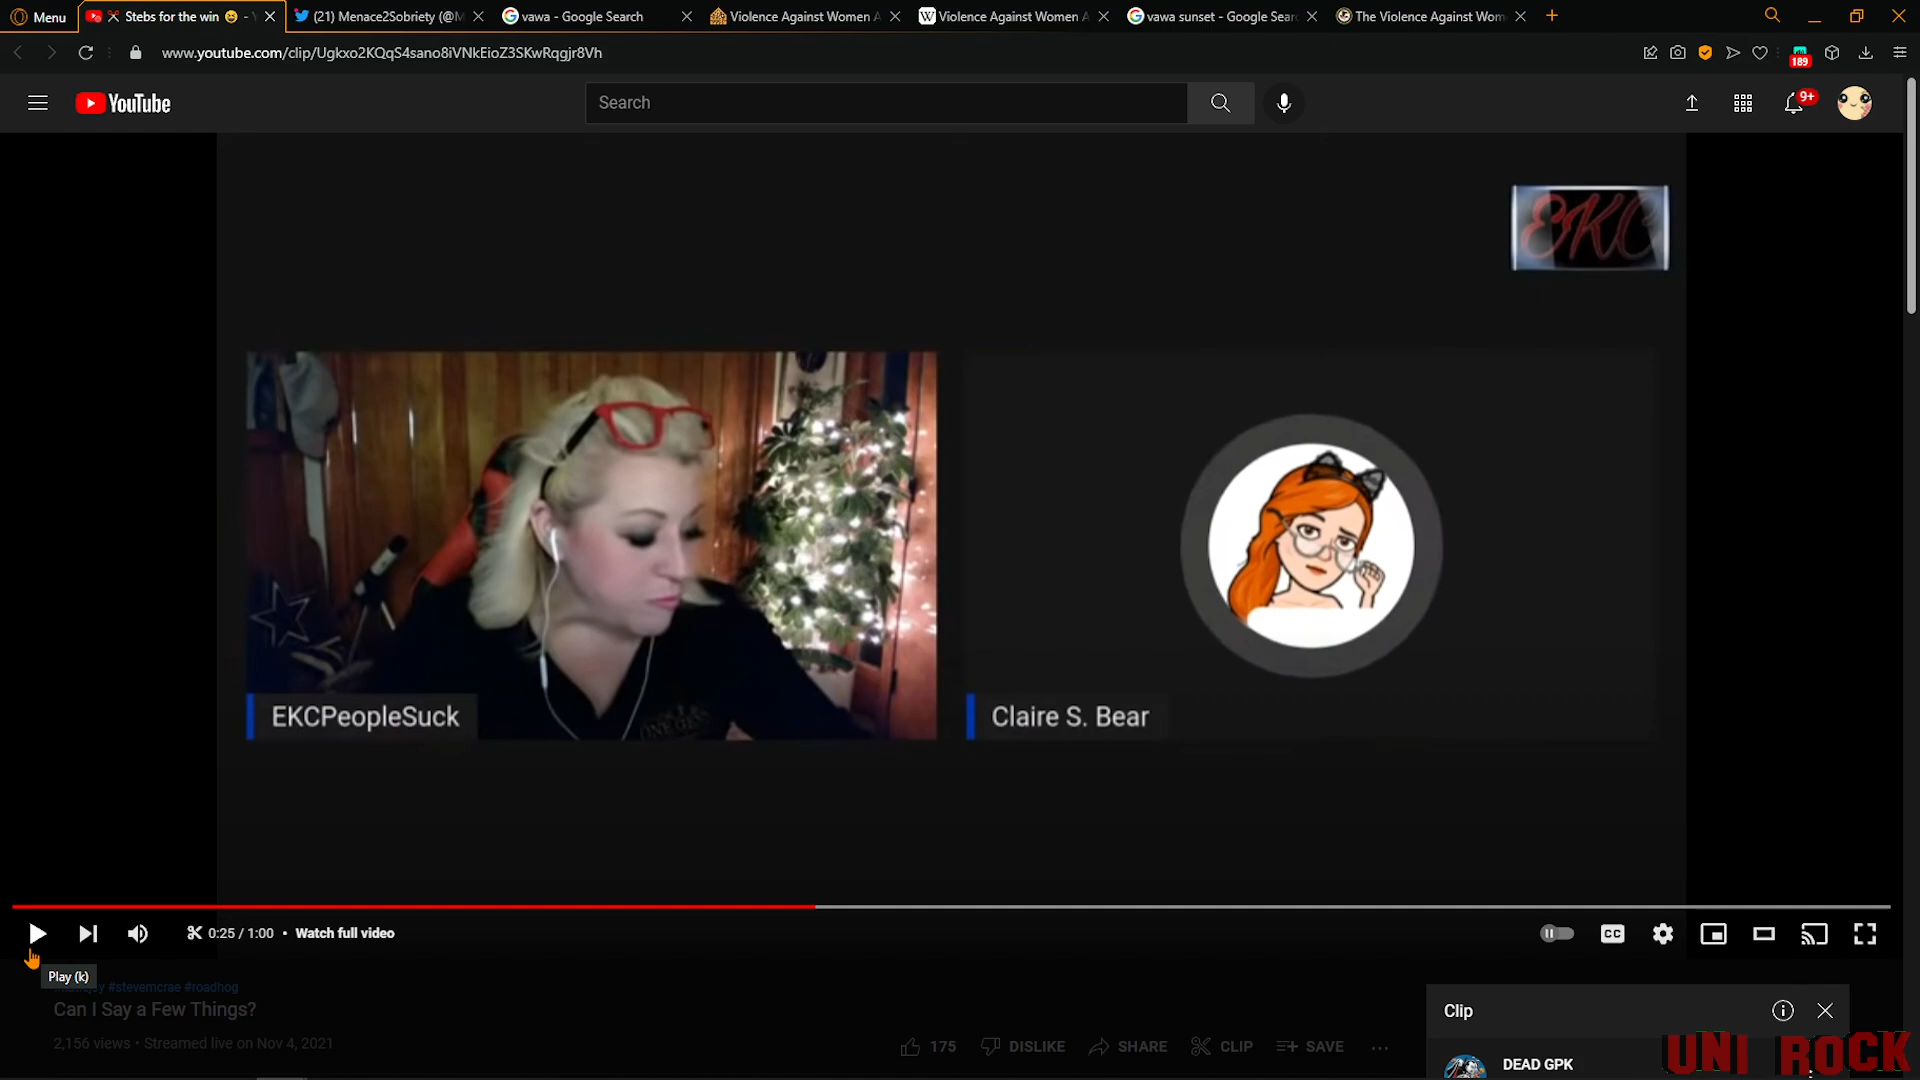 Menu
Stebs for the win
(21) Menace2Sobriety (@M
vawa - Google Search
Violence Against Women A
Violence Against Women A
vawa sunset - Google Sear
The Violence Against Wom
www.youtube.com/clip/Ugkxo2KQqS4sano8iVNkEioZ3SKwRqgjr8Vh
189
YouTube
Search
9+
EKC
EKCPeopleSuck
Claire S. Bear
0:25 / 1:00 • Watch full video
CC
Play (k)
#stevemcrae #roadhog
Can I Say a Few Things?
2,156 views • Streamed live on Nov 4, 2021
175
DISLIKE
SHARE
CLIP
SAVE
Clip
DEAD GPK
UNI ROCK